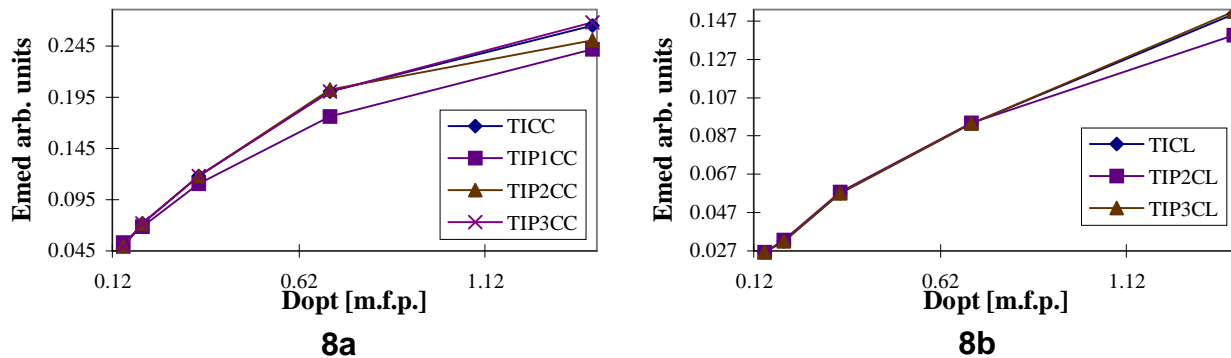 Emed arb. units
0.245
0.195
0.145
0.095
0.045
0.12
0.62
1.12
Dopt [m.f.p.]
TICC
TIP1CC
TIP2CC
TIP3CC
8a
Emed arb. units
0.147
0.127
0.107
0.087
0.067
0.047
0.027
0.12
0.62
1.12
Dopt [m.f.p.]
TICL
TIP2CL
TIP3CL
8b